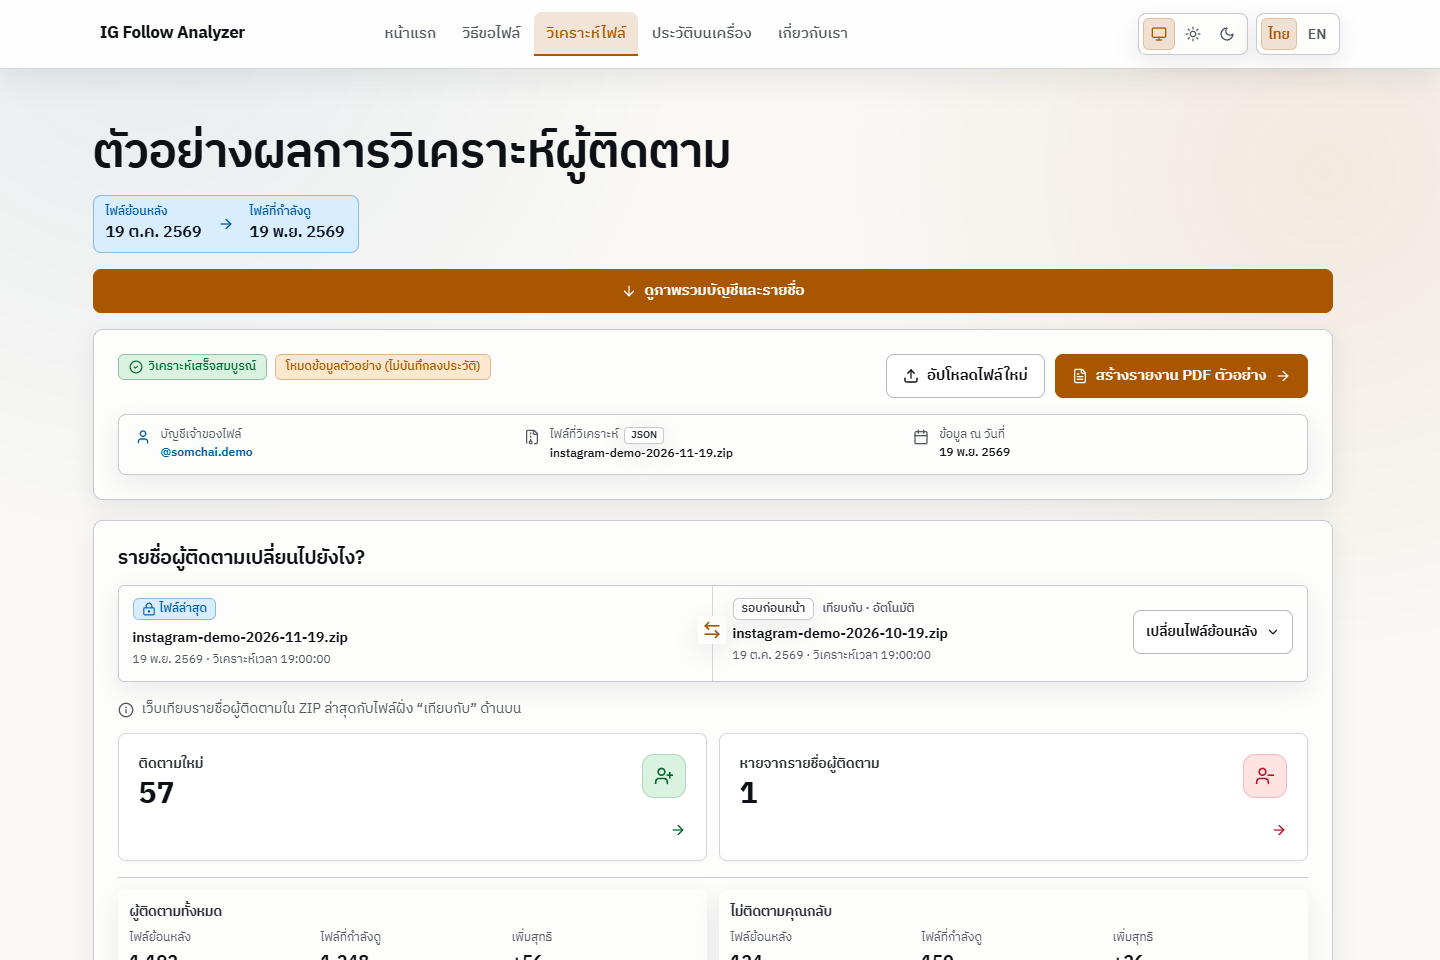 IG Follow Analyzer
หน้าแรก วิธีขอไฟล์ วิเคราะห์ไฟล์ ประวัติบนเครื่อง เกี่ยวกับเรา
ไทย EN
ตัวอย่างผลการวิเคราะห์ผู้ติดตาม
ไฟล์ย้อนหลัง ไฟล์ที่กำลังดู
19 ต.ค. 2569 19 พ.ย. 2569
ดูภาพรวมบัญชีและรายชื่อ
วิเคราะห์เสร็จสมบูรณ์ โหมดข้อมูลตัวอย่าง (ไม่บันทึกลงประวัติ)
อัปโหลดไฟล์ใหม่ สร้างรายงาน PDF ตัวอย่าง
บัญชีเจ้าของไฟล์ ไฟล์ที่วิเคราะห์ JSON ข้อมูล ณ วันที่
@somchai.demo instagram-demo-2026-11-19.zip 19 พ.ย. 2569
รายชื่อผู้ติดตามเปลี่ยนไปยังไง?
ไฟล์ล่าสุด
instagram-demo-2026-11-19.zip
19 พ.ย. 2569 · วิเคราะห์เวลา 19:00:00
รอบก่อนหน้า เทียบกับ · อัตโนมัติ
instagram-demo-2026-10-19.zip
19 ต.ค. 2569 · วิเคราะห์เวลา 19:00:00
เปลี่ยนไฟล์ย้อนหลัง
เว็บเทียบรายชื่อผู้ติดตามใน ZIP ล่าสุดกับไฟล์ฝั่ง “เทียบกับ” ด้านบน
ติดตามใหม่
57
หายจากรายชื่อผู้ติดตาม
1
ผู้ติดตามทั้งหมด
ไฟล์ย้อนหลัง ไฟล์ที่กำลังดู เพิ่มสุทธิ
ไม่ติดตามคุณกลับ
ไฟล์ย้อนหลัง ไฟล์ที่กำลังดู เพิ่มสุทธิ